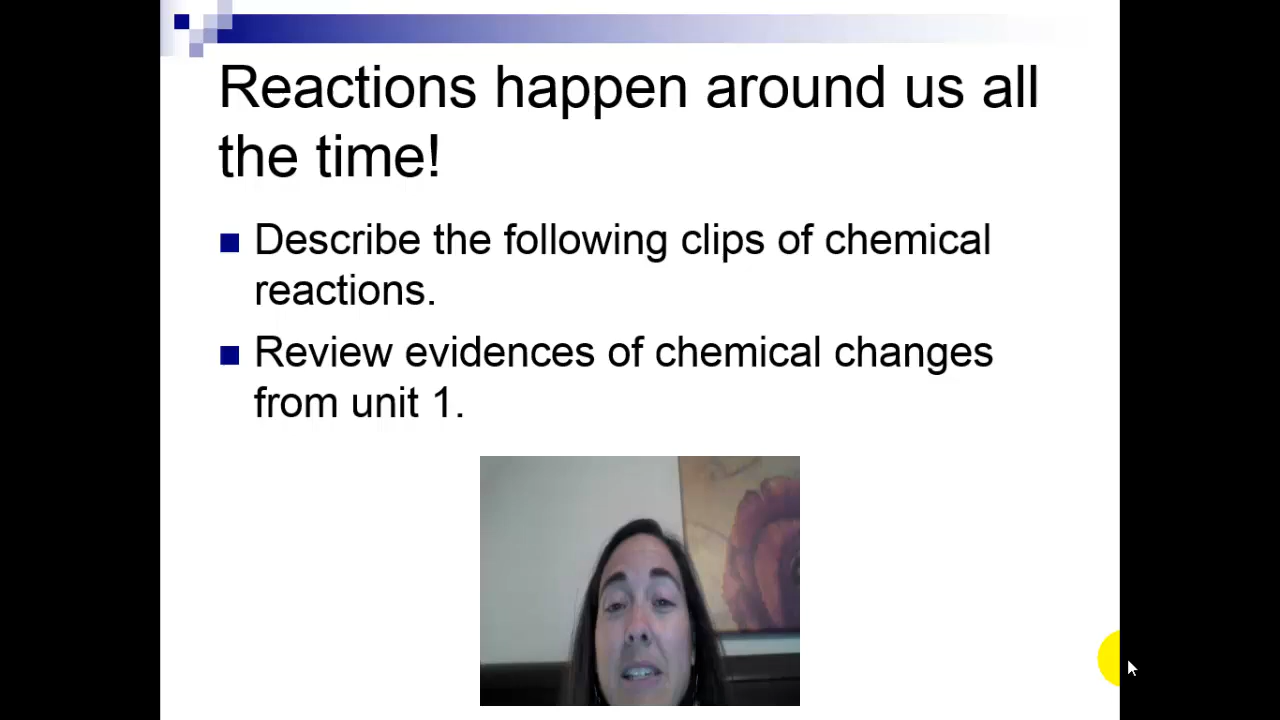 Reactions happen around us all
the time!
Describe the following clips of chemical
reactions.
Review evidences of chemical changes
from unit 1.